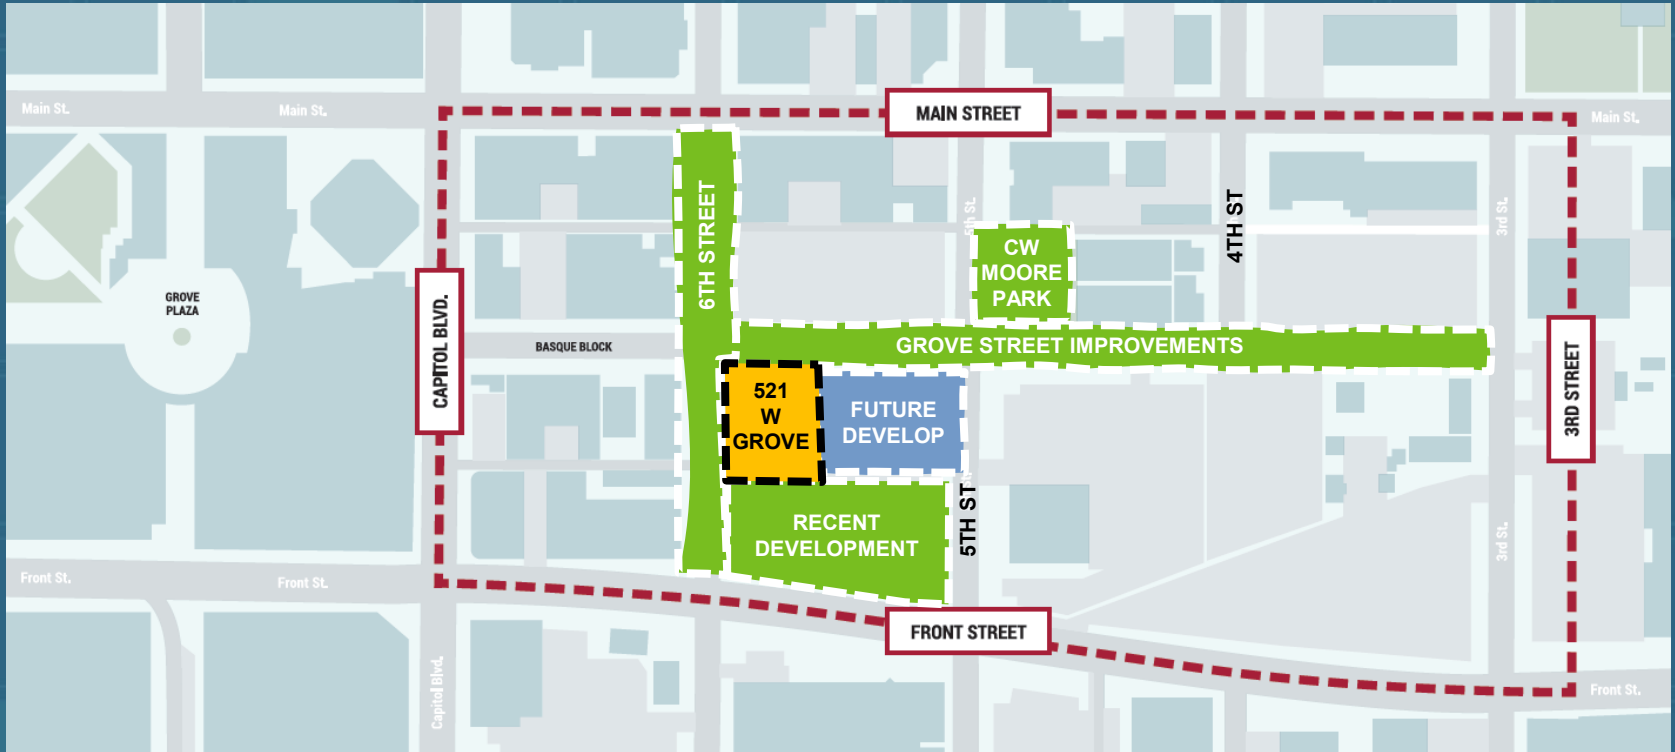 Main St.
Main St.
MAIN STREET
Main St.
6TH STREET
5th St.
4TH ST
3rd St.
CW
MOORE
PARK
GROVE
PLAZA
CAPITOL BLVD.
BASQUE BLOCK
GROVE STREET IMPROVEMENTS
3RD STREET
521
W
GROVE
FUTURE
DEVELOP
RECENT
DEVELOPMENT
5TH ST
3rd St.
Front St.
Front St.
FRONT STREET
Capitol Blvd.
Front St.